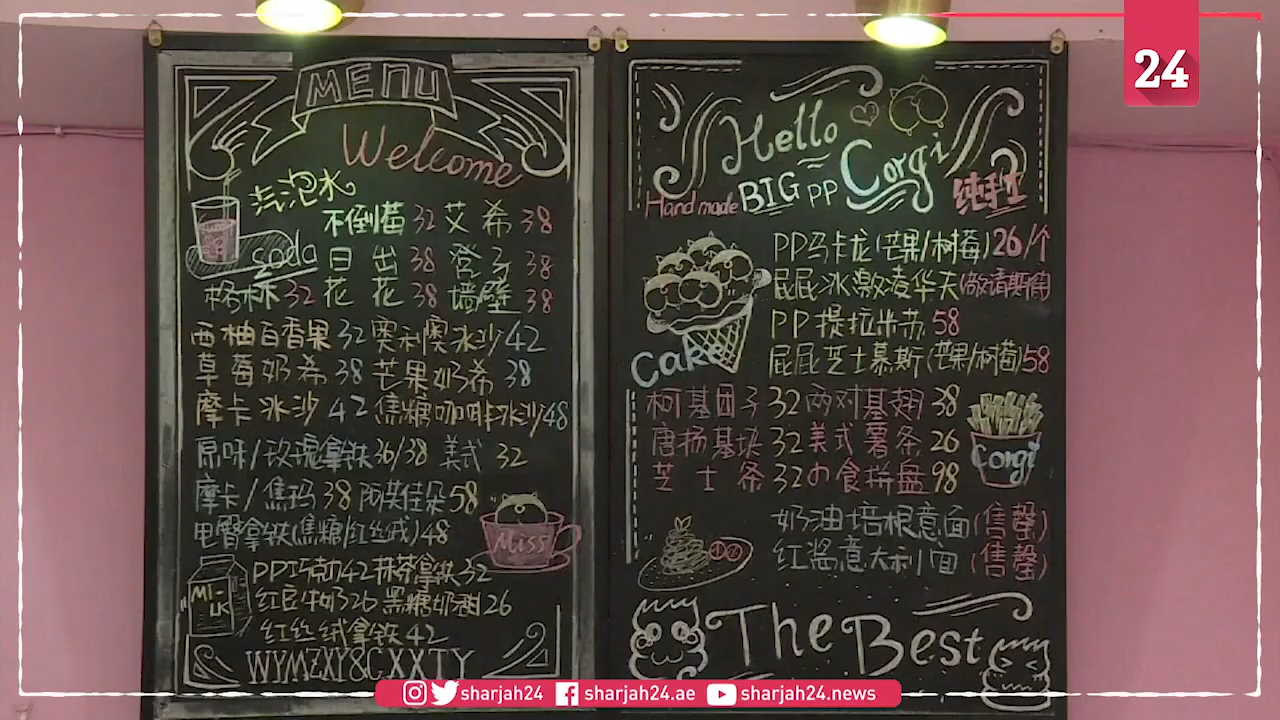 24
MENU
Welcome
汽泡水
soda
不倒莓 32 艾希 38
日出 38 登子 38
杨杯 32 花花 38 墙壁 38
西柚百香果 32 奥利奥冰沙 42
草莓奶希 38 芒果奶希 38
摩卡冰沙 42 焦糖咖啡冰沙 48
原味/玫瑰拿铁 36/38 美式 32
摩卡/焦玛 38 阿芙佳朵 58
电臀拿铁(焦糖/红丝绒) 48
Miss
MI-LK
PP巧克力 42 抹茶拿铁 32
红豆牛奶 26 黑糖奶甜 26
红丝绒拿铁 42
WYMZXY&CXXTY
Hello Corgi
Hand made BIG PP 纯手工
PP马卡龙(芒果/树莓) 26/个
屁屁冰激凌华夫(敬请期待)
PP提拉米苏 58
屁屁芝士慕斯(芒果/树莓) 58
Cake
柯基团子 32 两对基翅 38
唐扬基块 32 美式薯条 26
芝士条 32 の食拼盘 98
Corgi
奶油培根意面(售罄)
红酱意大利面(售罄)
The Best
sharjah24 sharjah24.ae sharjah24.news